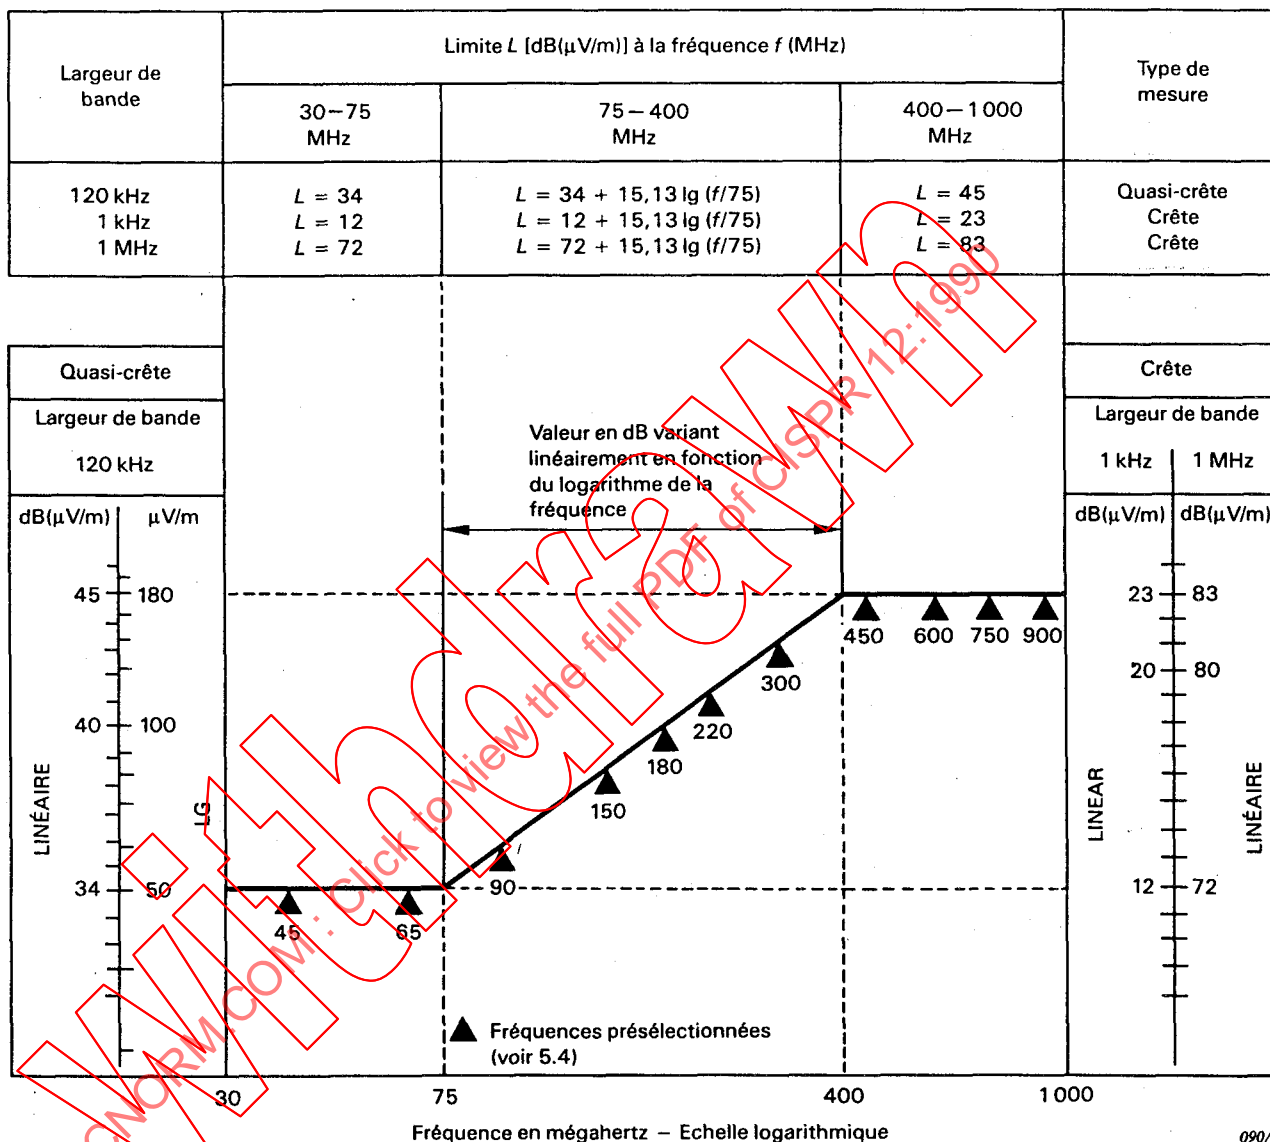 Largeur de
bande
Limite L [dB(µV/m)] à la fréquence f (MHz)
Type de
mesure
30–75
MHz
75–400
MHz
400–1000
MHz
120 kHz
L = 34
L = 34 + 15,13 lg (f/75)
L = 45
Quasi-crête
1 kHz
L = 12
L = 12 + 15,13 lg (f/75)
L = 23
Crête
1 MHz
L = 72
L = 72 + 15,13 lg (f/75)
L = 83
Crête
Quasi-crête
Largeur de bande
120 kHz
dB(µV/m)
µV/m
Crête
Largeur de bande
1 kHz
1 MHz
dB(µV/m)
dB(µV/m)
Valeur en dB variant
linéairement en fonction
du logarithme de la
fréquence
45
180
40
100
34
50
LINÉAIRE
LG
23
83
20
80
12
72
LINEAR
LINÉAIRE
45
65
90
150
180
220
300
450
600
750
900
Fréquences présélectionnées
(voir 5.4)
30
75
400
1000
Fréquence en mégahertz – Echelle logarithmique
090/
Withdrawn
CNORM.COM : Click to view the full PDF of CISPR 12:1990